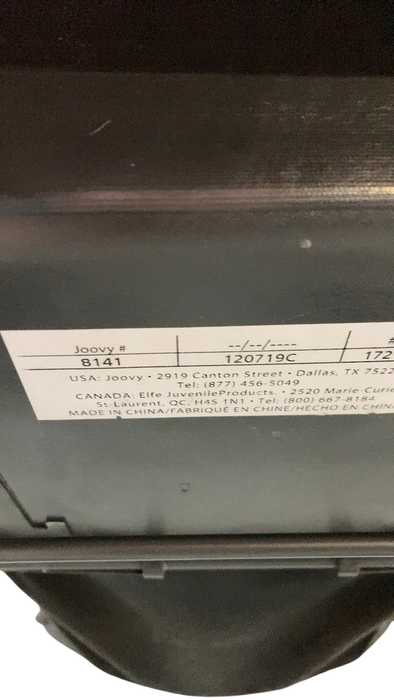 Joovy # --/--/---- #
8141 120719C 172
USA: Joovy • 2919 Canton Street • Dallas, TX 7522
Tel: (877) 456-5049
CANADA: Elfe JuvenileProducts. • 2520 Marie-Curie
St-Laurent, QC, H4S 1N1 • Tel: (800) 667-8184
MADE IN CHINA/FABRIQUÉ EN CHINE/HECHO EN CHIN